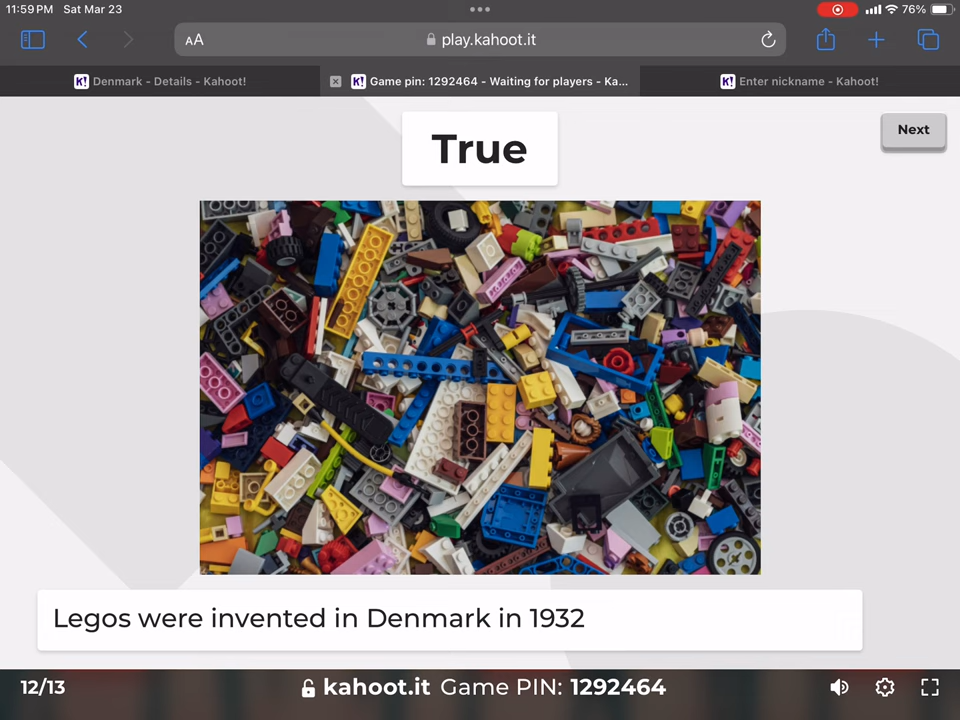 11:59 PM Sat Mar 23 76%
AA play.kahoot.it
K! Denmark - Details - Kahoot! K! Game pin: 1292464 - Waiting for players - Ka... K! Enter nickname - Kahoot!
True
Next
Legos were invented in Denmark in 1932
12/13 kahoot.it Game PIN: 1292464